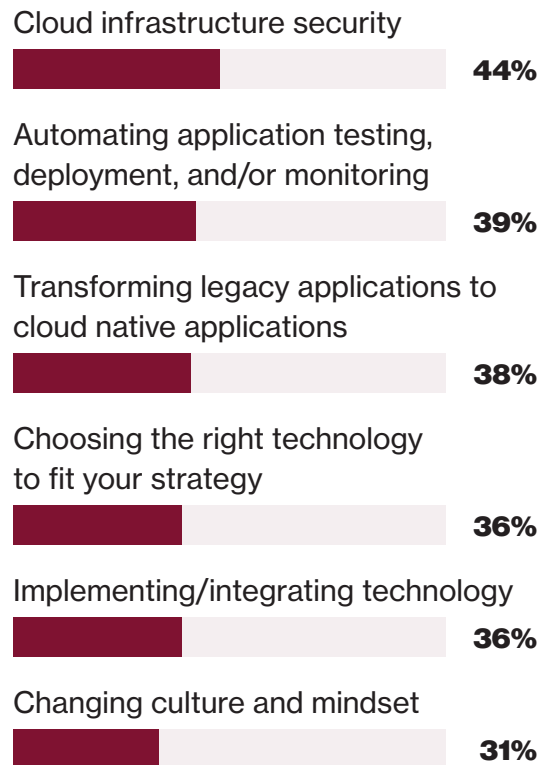 Cloud infrastructure security
44%
Automating application testing,
deployment, and/or monitoring
39%
Transforming legacy applications to
cloud native applications
38%
Choosing the right technology
to fit your strategy
36%
Implementing/integrating technology
36%
Changing culture and mindset
31%